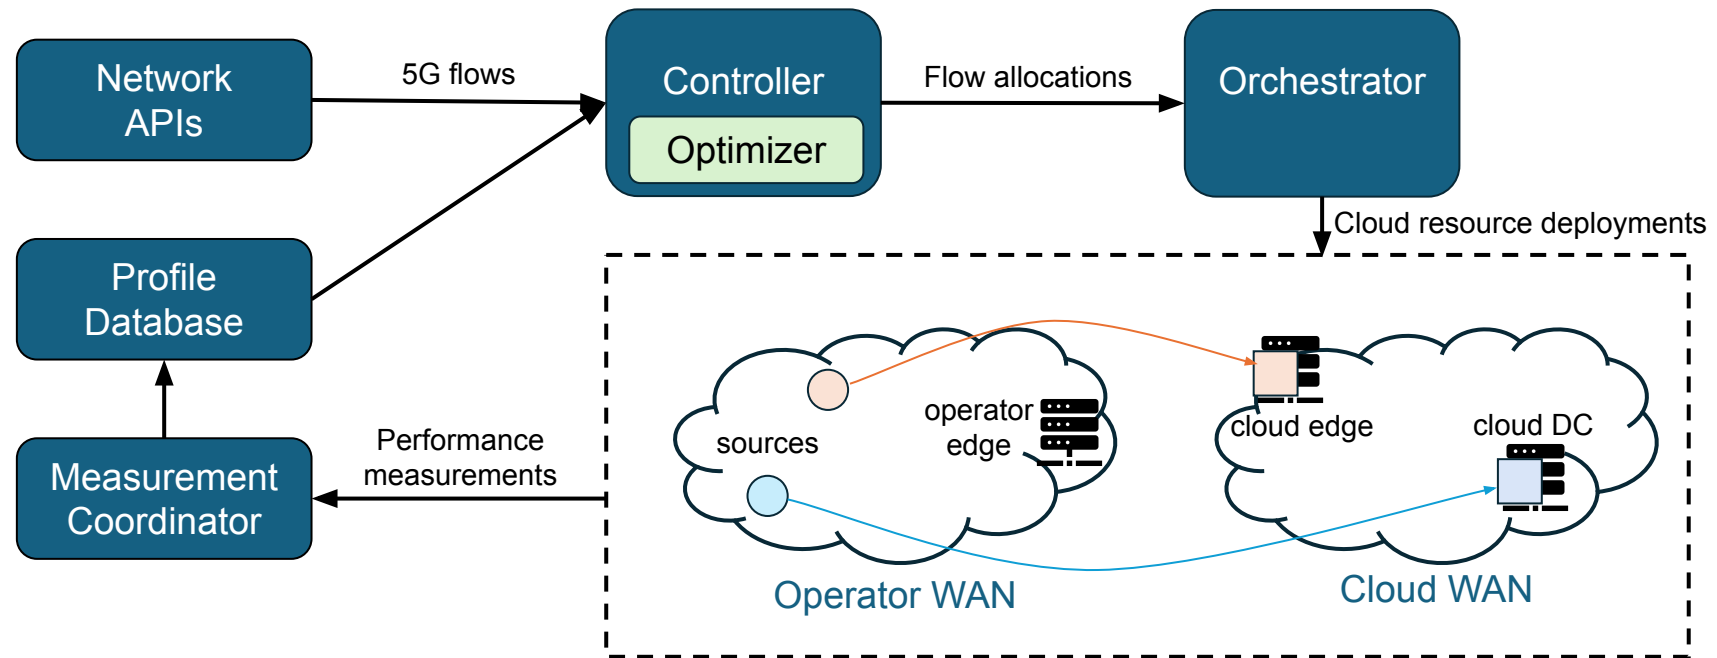 Network
APIs
5G flows
Controller
Optimizer
Flow allocations
Orchestrator
Cloud resource deployments
Profile
Database
Measurement
Coordinator
Performance
measurements
sources
operator
edge
cloud edge
cloud DC
Operator WAN
Cloud WAN